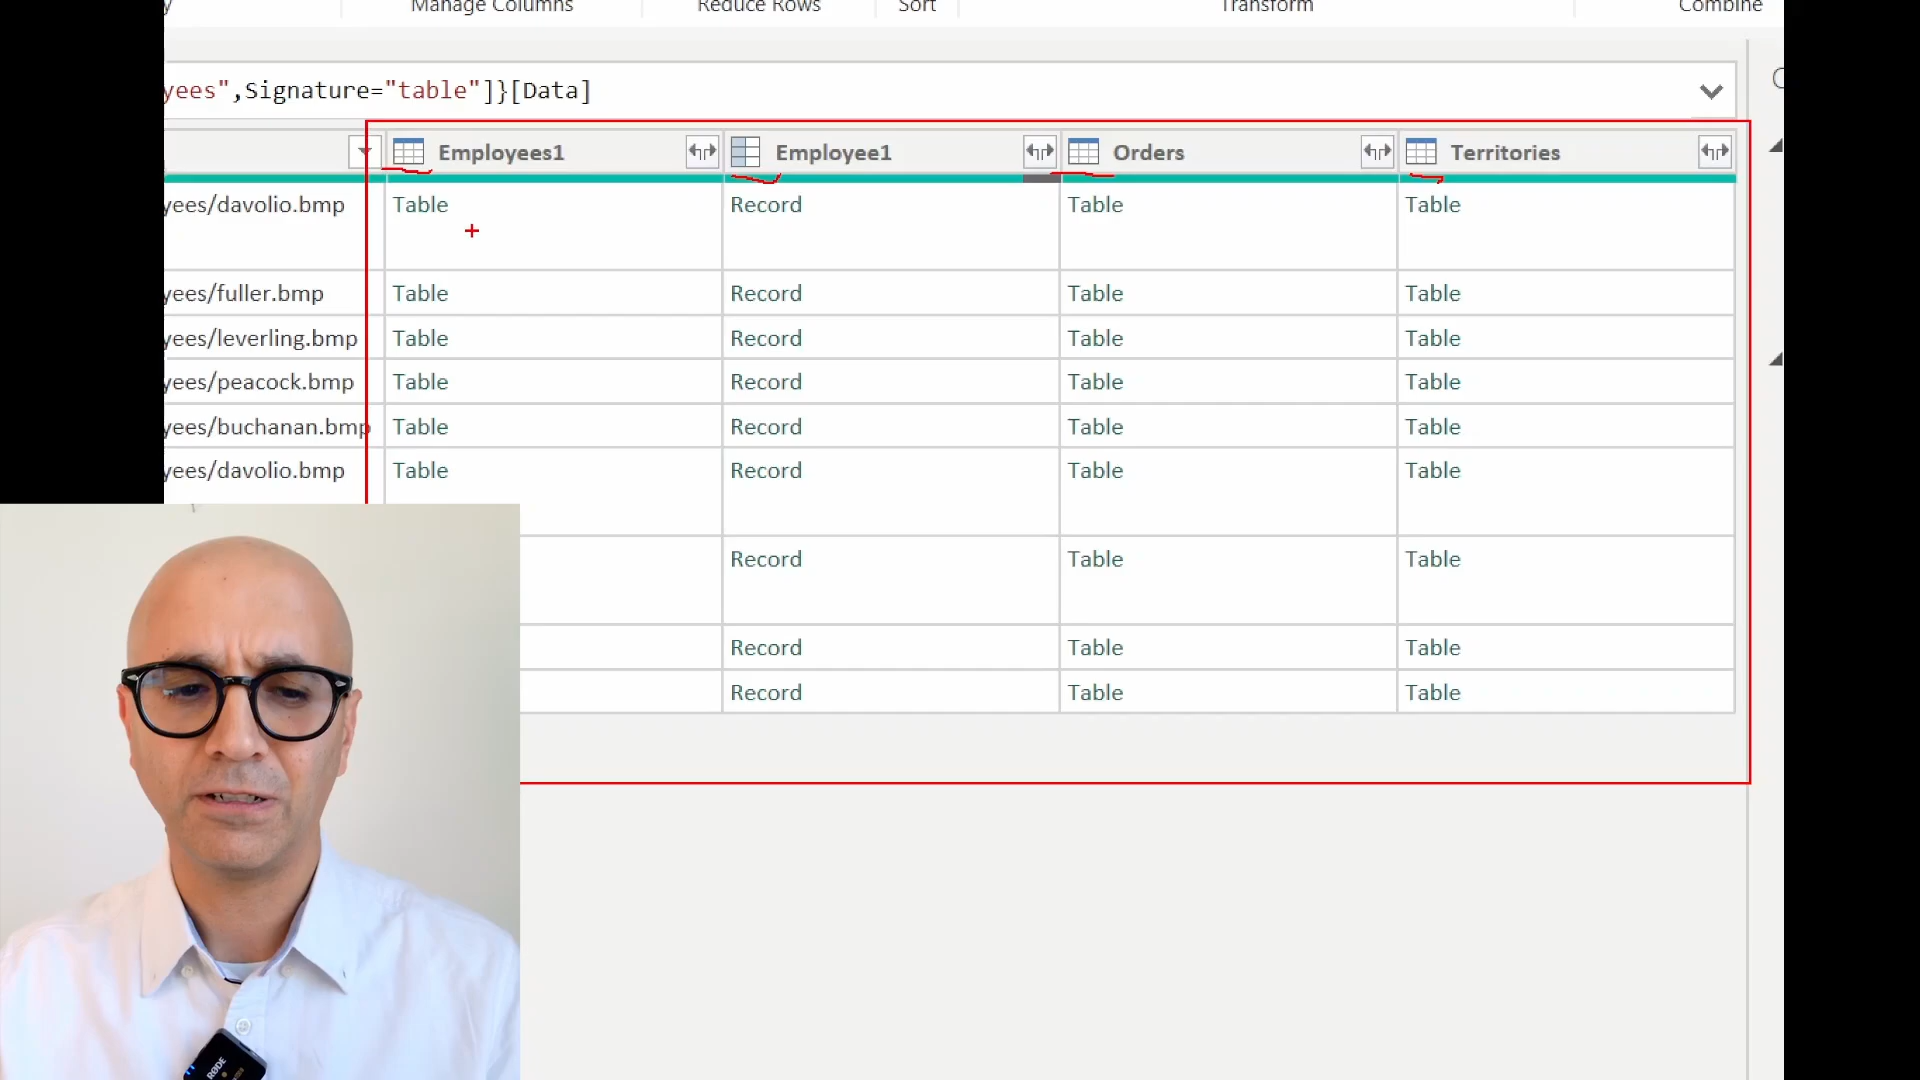 Manage Columns Reduce Rows Sort Transform Combine
yees",Signature="table"]}[Data]
Employees1 Employee1 Orders Territories
yees/davolio.bmp Table Record Table Table
yees/fuller.bmp Table Record Table Table
yees/leverling.bmp Table Record Table Table
yees/peacock.bmp Table Record Table Table
yees/buchanan.bmp Table Record Table Table
yees/davolio.bmp Table Record Table Table
Record Table Table
Record Table Table
Record Table Table
RØDE